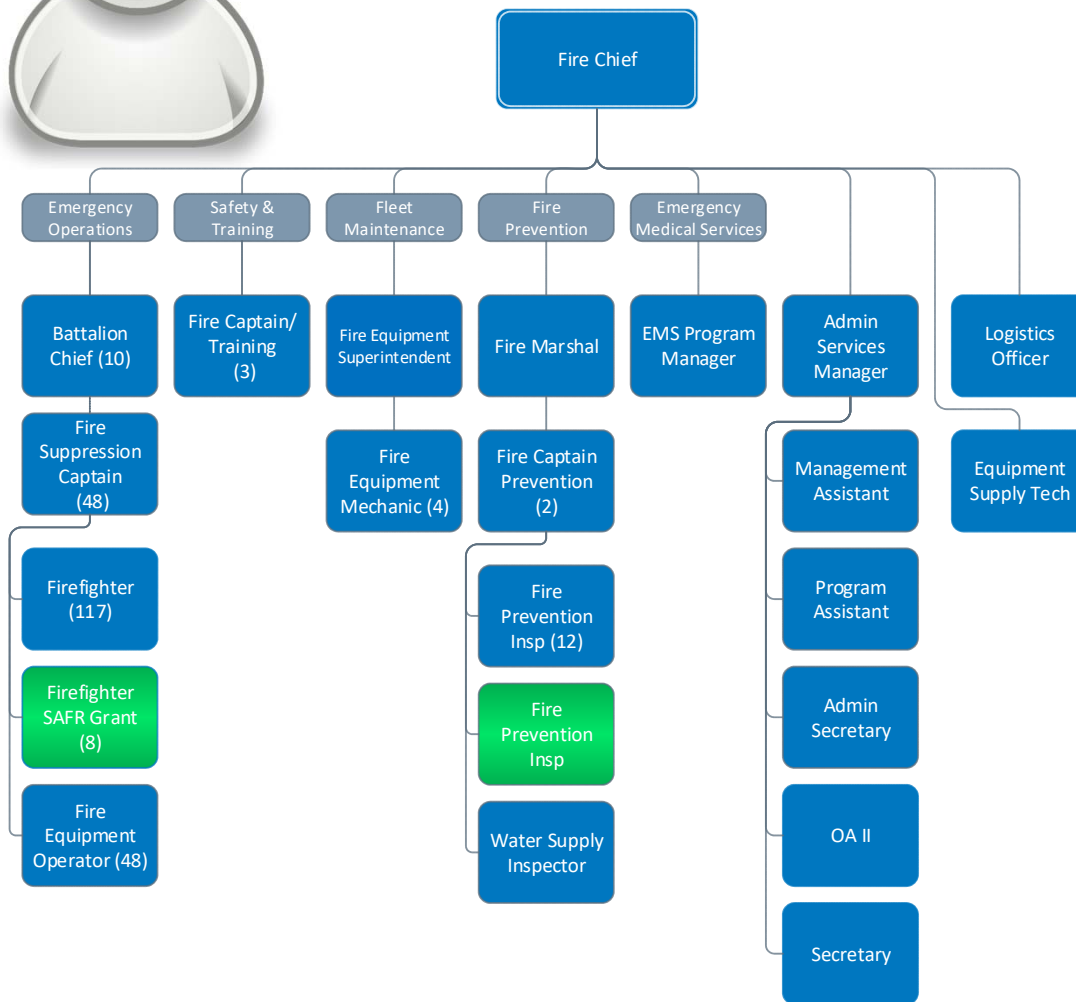 Fire Chief
Emergency
Operations
Safety &
Training
Fleet
Maintenance
Fire
Prevention
Emergency
Medical Services
Battalion
Chief (10)
Fire Captain/
Training
(3)
Fire Equipment
Superintendent
Fire Marshal
EMS Program
Manager
Admin
Services
Manager
Logistics
Officer
Fire
Suppression
Captain
(48)
Fire
Equipment
Mechanic (4)
Fire Captain
Prevention
(2)
Management
Assistant
Equipment
Supply Tech
Firefighter
(117)
Fire
Prevention
Insp (12)
Program
Assistant
Firefighter
SAFR Grant
(8)
Fire
Prevention
Insp
Admin
Secretary
Fire
Equipment
Operator (48)
Water Supply
Inspector
OA II
Secretary